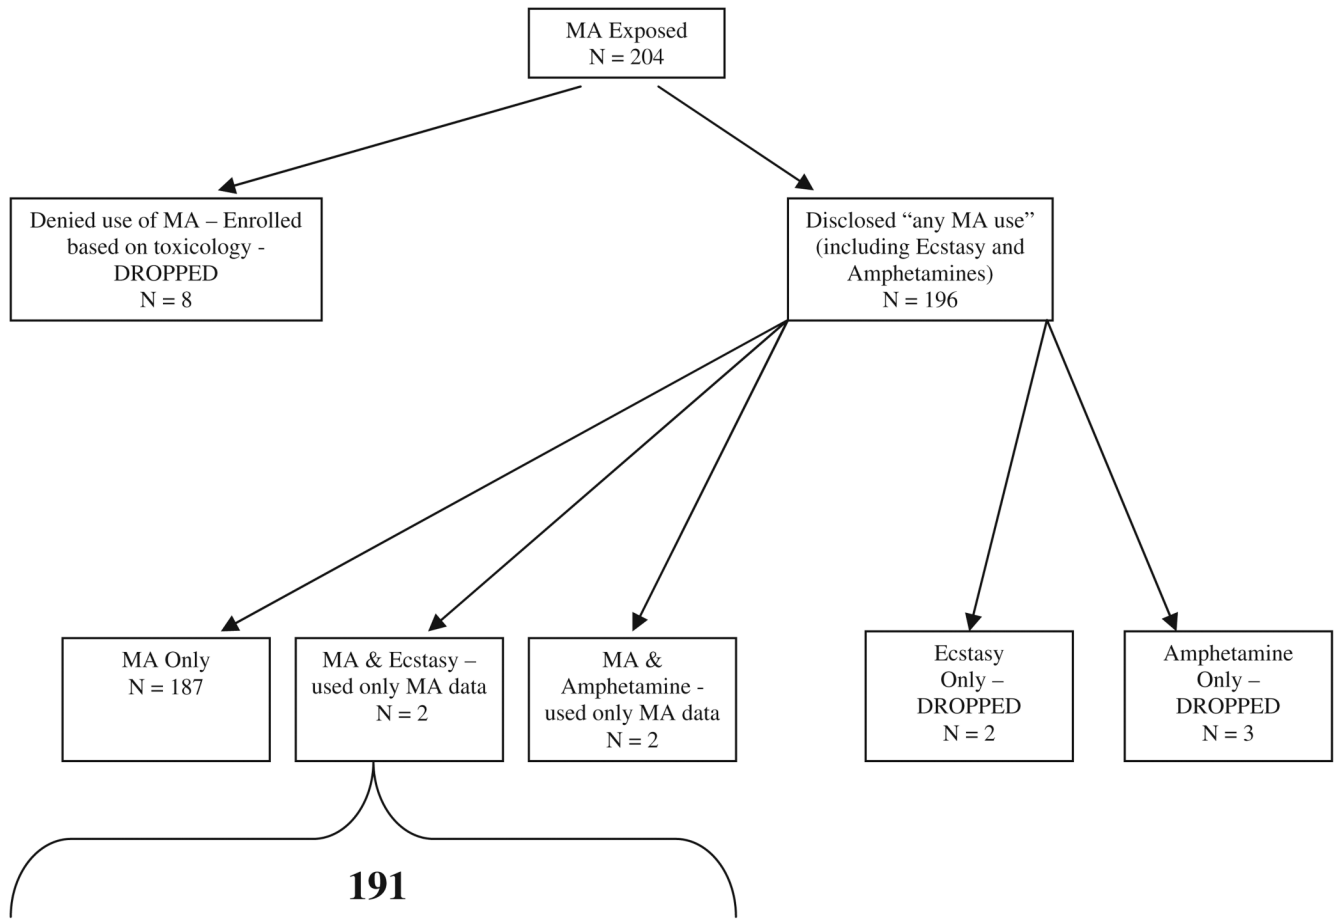 MA Exposed
N = 204
Denied use of MA – Enrolled
based on toxicology -
DROPPED
N = 8
Disclosed “any MA use”
(including Ecstasy and
Amphetamines)
N = 196
MA Only
N = 187
MA & Ecstasy –
used only MA data
N = 2
MA &
Amphetamine -
used only MA data
N = 2
Ecstasy
Only –
DROPPED
N = 2
Amphetamine
Only –
DROPPED
N = 3
191